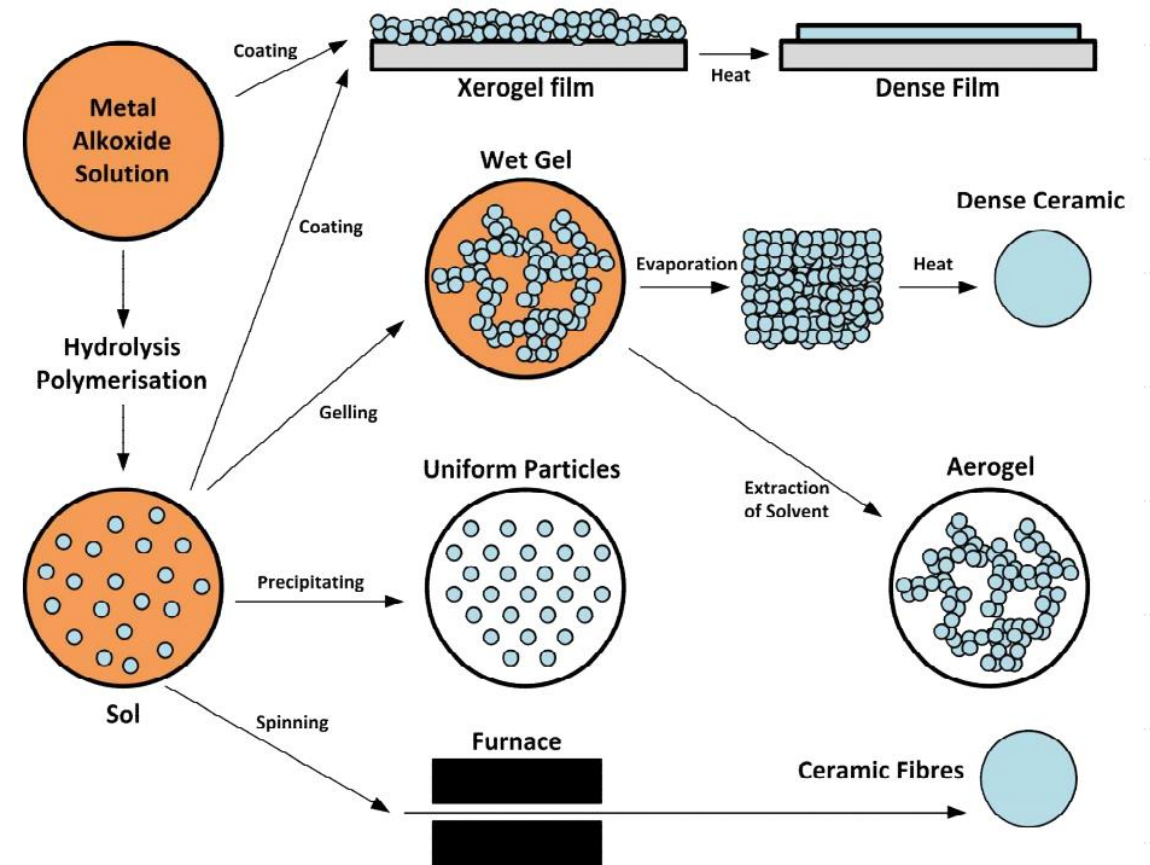 Coating
Metal
Alkoxide
Solution
Xerogel film
Heat
Dense Film
Wet Gel
Coating
Dense Ceramic
Evaporation
Heat
Hydrolysis
Polymerisation
Gelling
Uniform Particles
Aerogel
Extraction
of Solvent
Precipitating
Sol
Spinning
Furnace
Ceramic Fibres